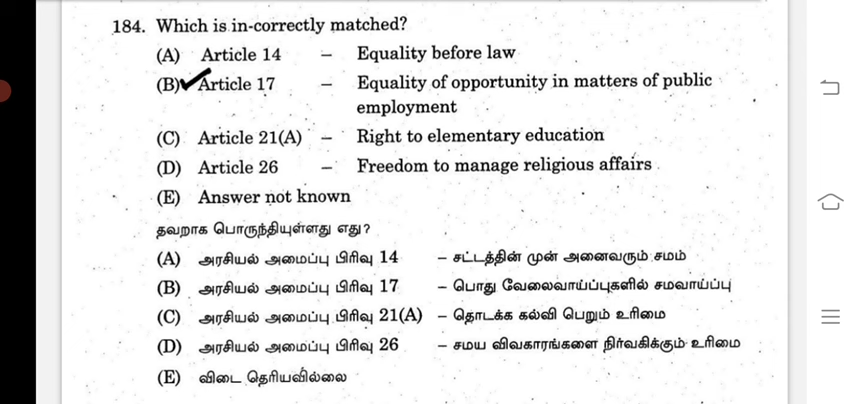 184. Which is in-correctly matched?
(A) Article 14 – Equality before law
(B) Article 17 – Equality of opportunity in matters of public
employment
(C) Article 21(A) – Right to elementary education
(D) Article 26 – Freedom to manage religious affairs
(E) Answer not known
தவறாக பொருந்தியுள்ளது எது?
(A) அரசியல் அமைப்பு பிரிவு 14 – சட்டத்தின் முன் அனைவரும் சமம்
(B) அரசியல் அமைப்பு பிரிவு 17 – பொது வேலைவாய்ப்புகளில் சமவாய்ப்பு
(C) அரசியல் அமைப்பு பிரிவு 21(A) – தொடக்க கல்வி பெறும் உரிமை
(D) அரசியல் அமைப்பு பிரிவு 26 – சமய விவகாரங்களை நிர்வகிக்கும் உரிமை
(E) விடை தெரியவில்லை